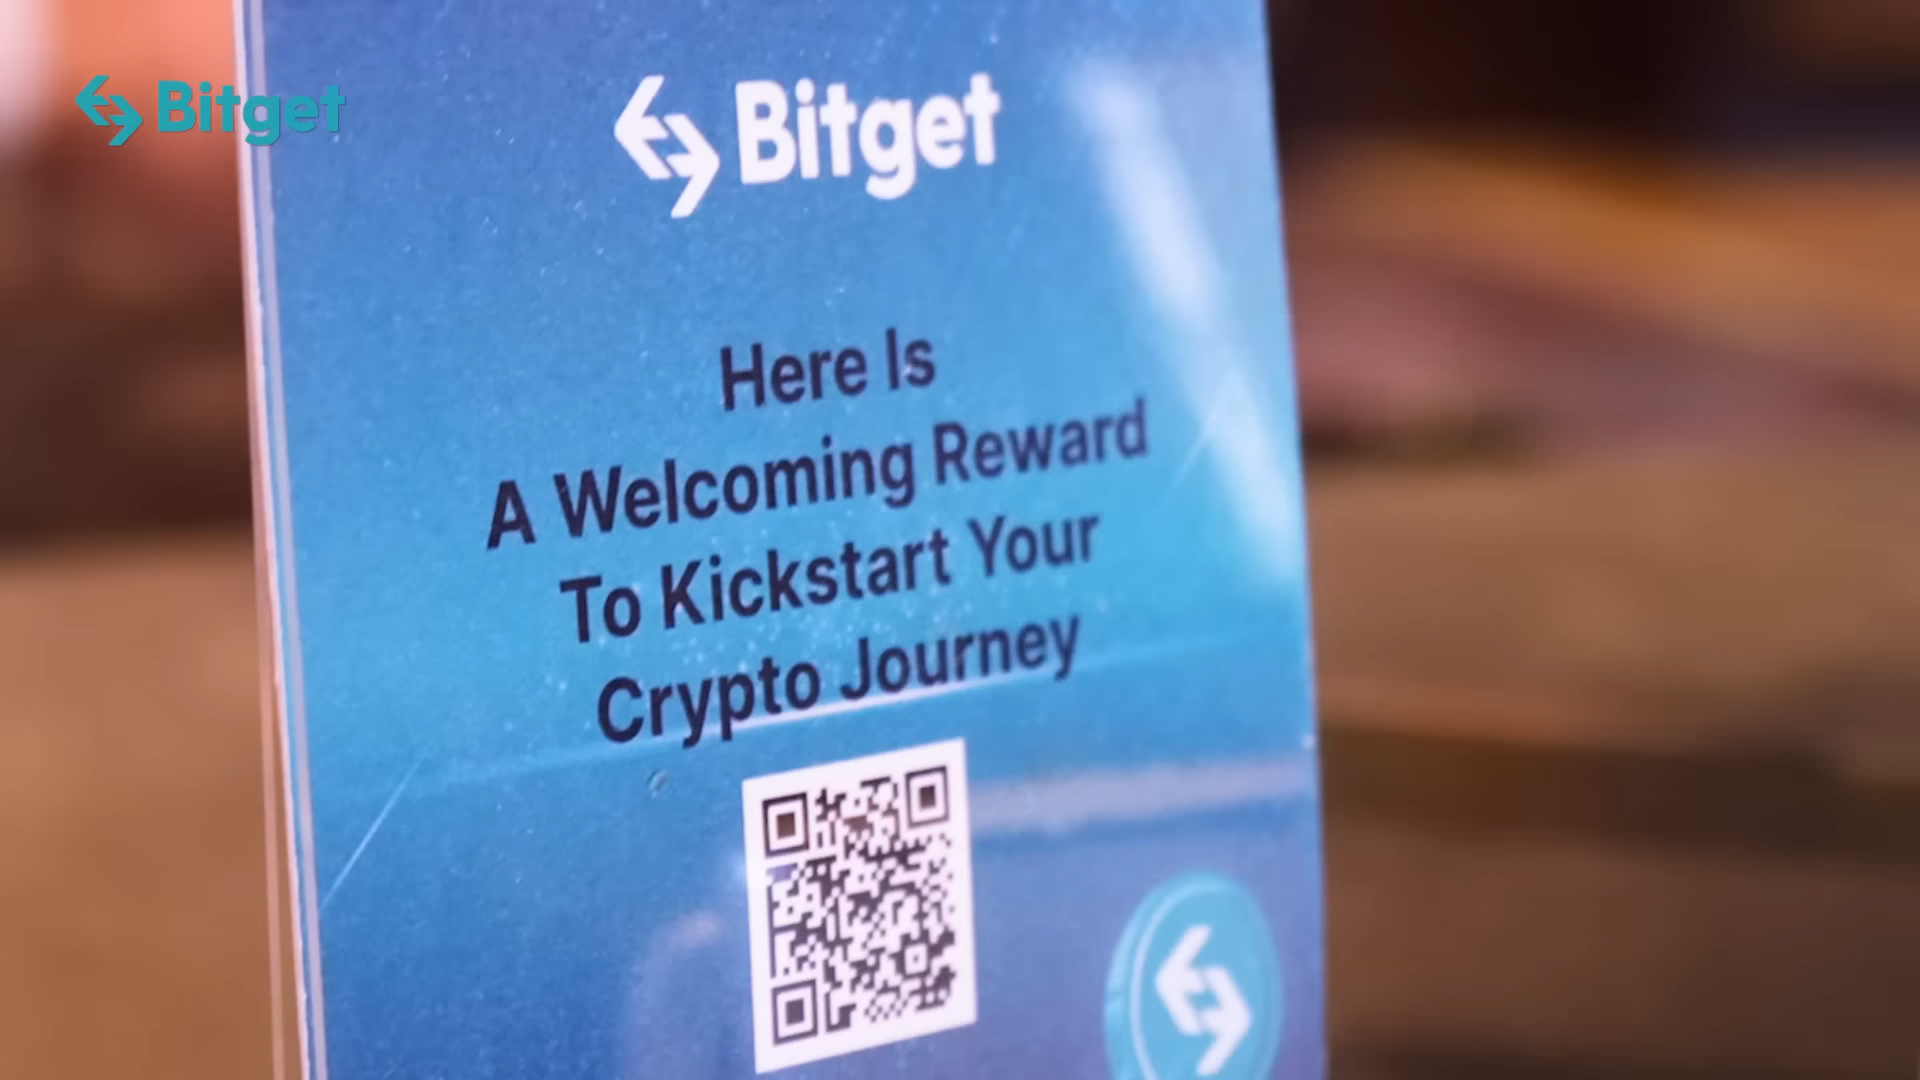 Bitget
Bitget
Here Is
A Welcoming Reward
To Kickstart Your
Crypto Journey